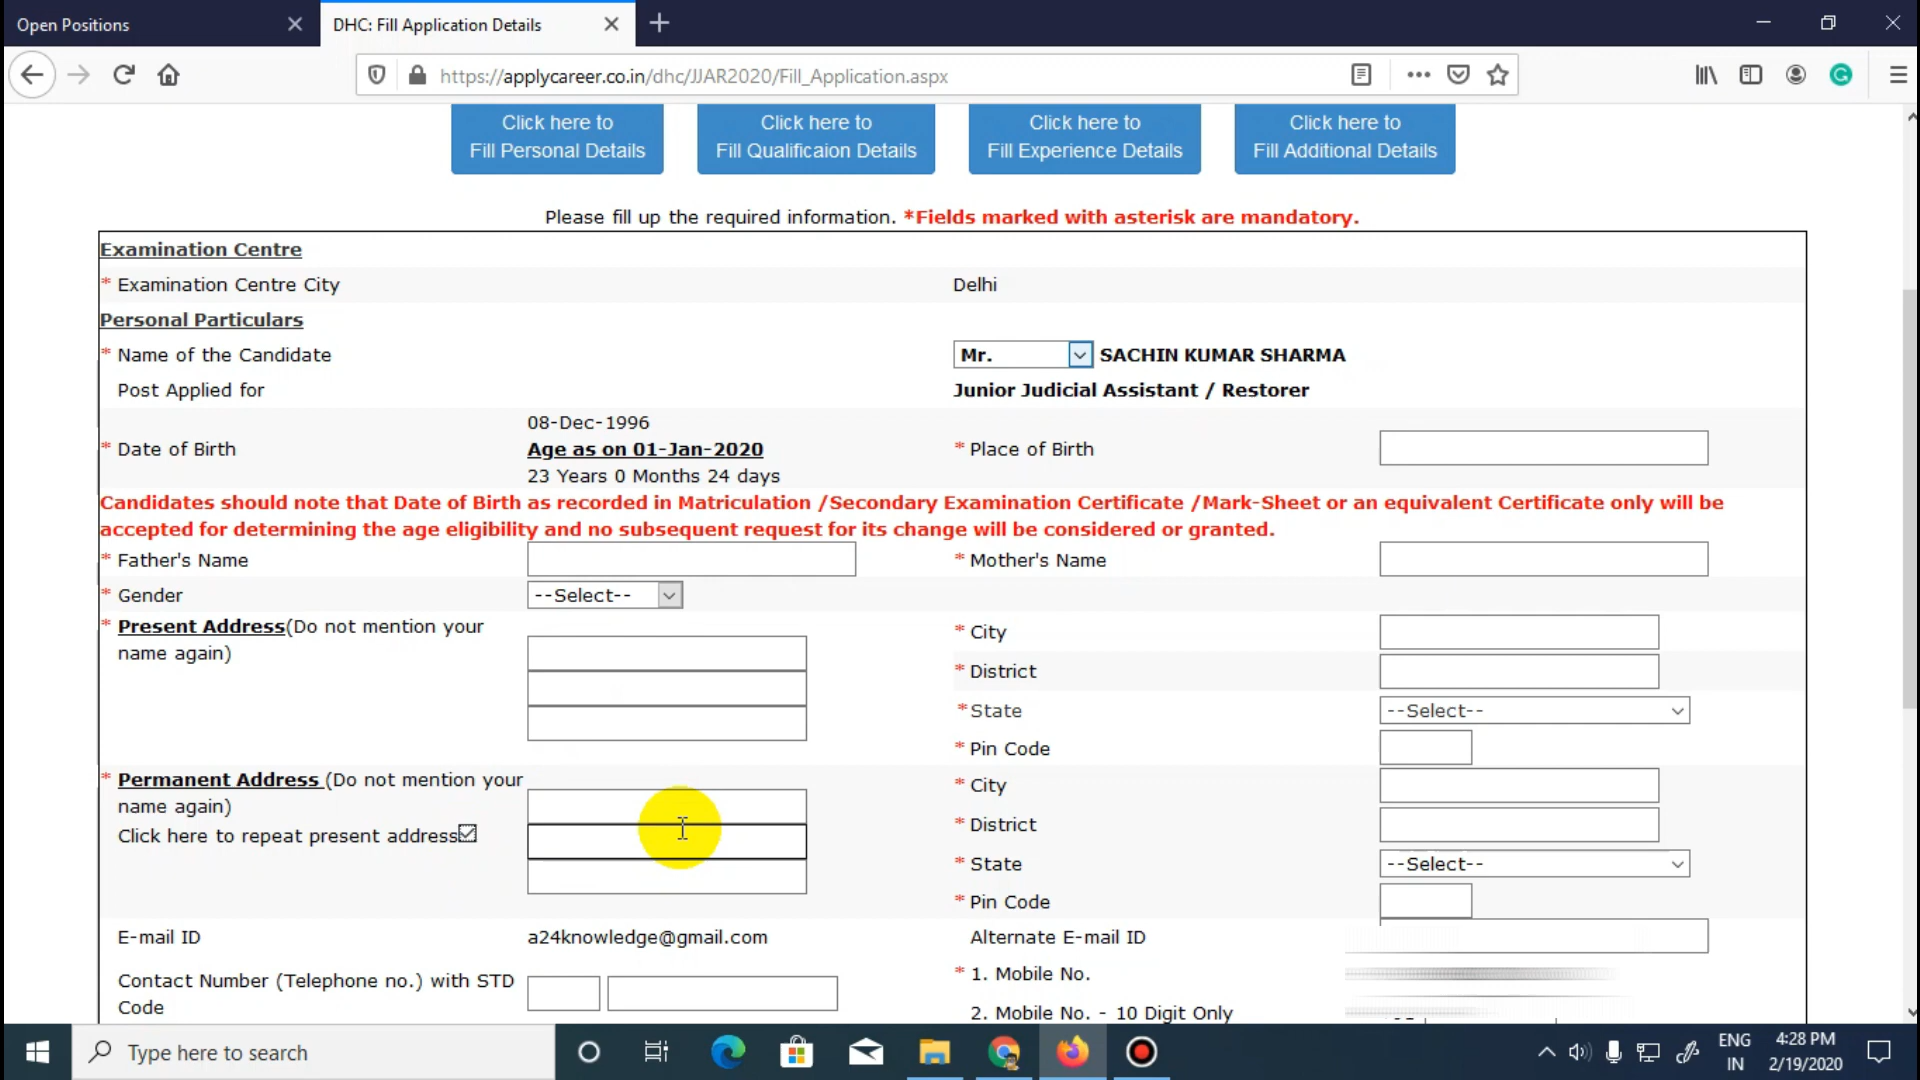 Open Positions
DHC: Fill Application Details
https://applycareer.co.in/dhc/JJAR2020/Fill_Application.aspx
Click here to
Fill Personal Details
Click here to
Fill Qualificaion Details
Click here to
Fill Experience Details
Click here to
Fill Additional Details
Please fill up the required information. *Fields marked with asterisk are mandatory.
Examination Centre
* Examination Centre City Delhi
Personal Particulars
* Name of the Candidate Mr. SACHIN KUMAR SHARMA
Post Applied for Junior Judicial Assistant / Restorer
08-Dec-1996
* Date of Birth Age as on 01-Jan-2020 * Place of Birth
23 Years 0 Months 24 days
Candidates should note that Date of Birth as recorded in Matriculation /Secondary Examination Certificate /Mark-Sheet or an equivalent Certificate only will be
accepted for determining the age eligibility and no subsequent request for its change will be considered or granted.
* Father's Name * Mother's Name
* Gender --Select--
* Present Address(Do not mention your
name again)
* City
* District
* State --Select--
* Pin Code
* Permanent Address (Do not mention your
name again)
Click here to repeat present address
* City
* District
* State --Select--
* Pin Code
E-mail ID a24knowledge@gmail.com Alternate E-mail ID
Contact Number (Telephone no.) with STD
Code
* 1. Mobile No.
2. Mobile No. - 10 Digit Only
Type here to search
ENG
IN
4:28 PM
2/19/2020